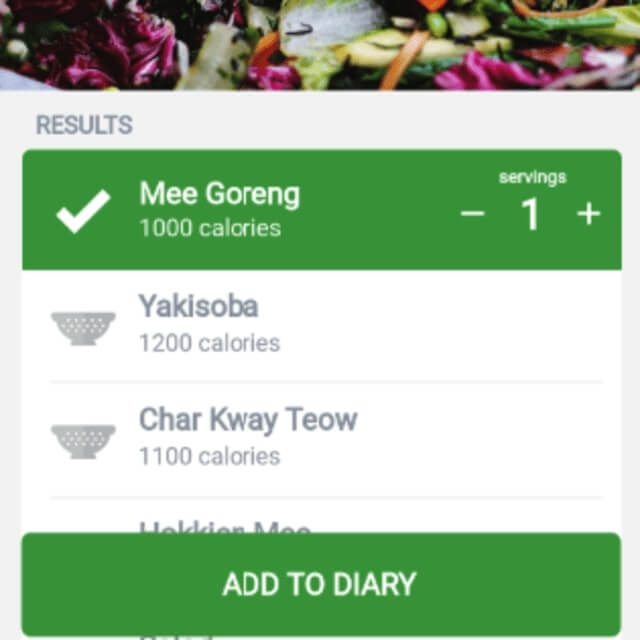 RESULTS
Mee Goreng
1000 calories
servings
− 1 +
Yakisoba
1200 calories
Char Kway Teow
1100 calories
Hokkien Mee
ADD TO DIARY